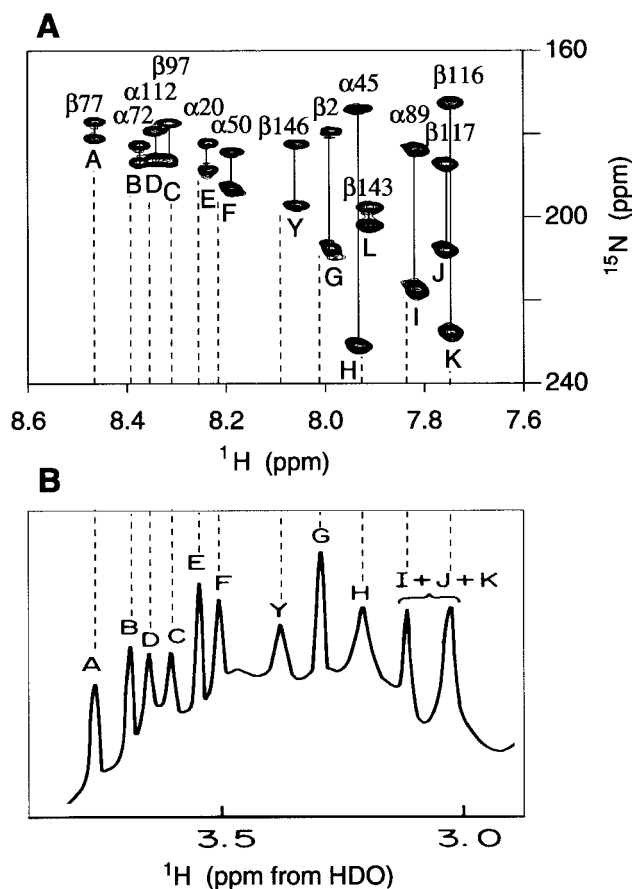 A
160
β97
β116
α112
α45
β77
α72
α20
α89
α50
β146
β2
β117
A
B
D
C
E
F
β143
Y
L
200
G
J
I
H
K
240
8.6
8.4
8.2
8.0
7.8
7.6
¹H (ppm)
¹⁵N (ppm)
B
G
E
F
I + J + K
Y
H
B
D
C
A
3.5
3.0
¹H (ppm from HDO)